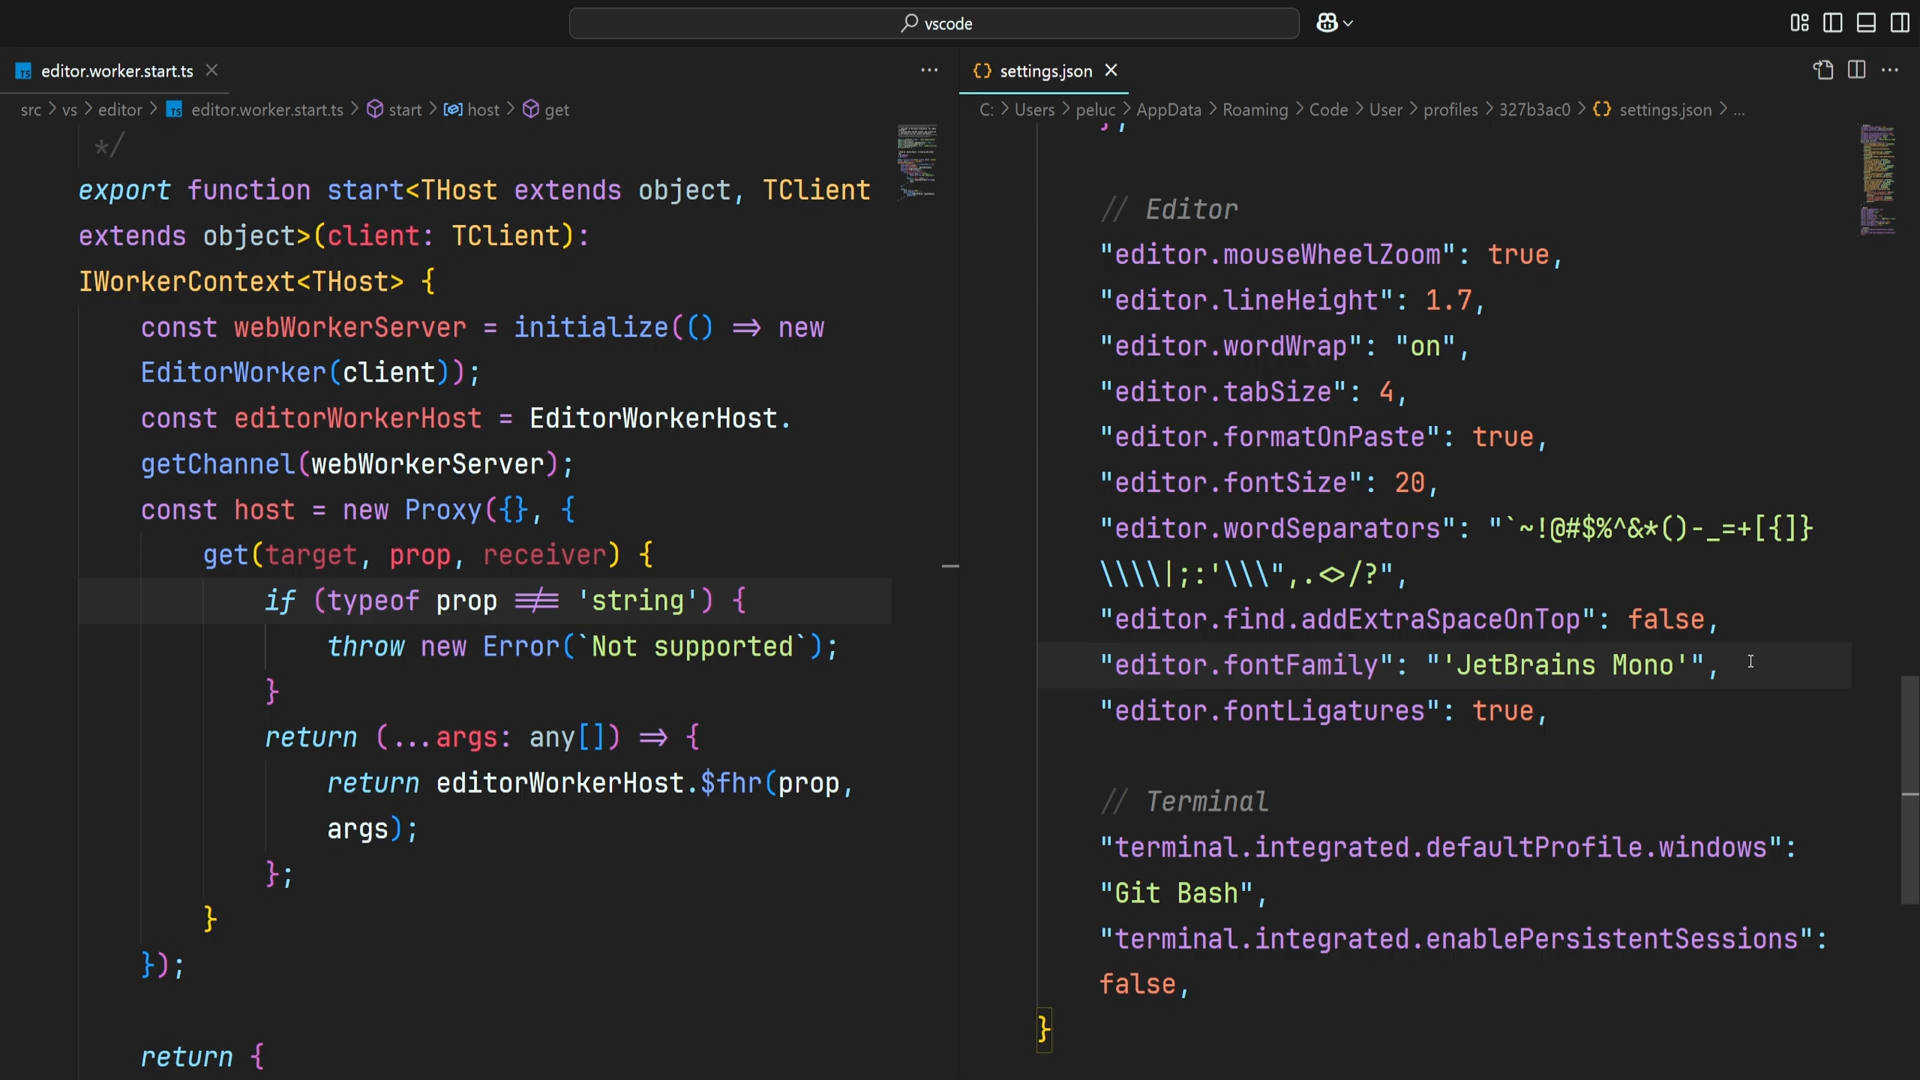 vscode
editor.worker.start.ts
src > vs > editor > editor.worker.start.ts > start > host > get
*/
export function start<THost extends object, TClient
extends object>(client: TClient):
IWorkerContext<THost> {
const webWorkerServer = initialize(() => new
EditorWorker(client));
const editorWorkerHost = EditorWorkerHost.
getChannel(webWorkerServer);
const host = new Proxy({}, {
get(target, prop, receiver) {
if (typeof prop !== 'string') {
throw new Error(`Not supported`);
}
return (...args: any[]) => {
return editorWorkerHost.$fhr(prop,
args);
};
}
});
return {
settings.json
C: > Users > peluc > AppData > Roaming > Code > User > profiles > 327b3ac0 > settings.json > ...
},
// Editor
"editor.mouseWheelZoom": true,
"editor.lineHeight": 1.7,
"editor.wordWrap": "on",
"editor.tabSize": 4,
"editor.formatOnPaste": true,
"editor.fontSize": 20,
"editor.wordSeparators": "`~!@#$%^&*()-_=+[{]}
\\\\|;:'\\\",.<>/?",
"editor.find.addExtraSpaceOnTop": false,
"editor.fontFamily": "'JetBrains Mono'",
"editor.fontLigatures": true,
// Terminal
"terminal.integrated.defaultProfile.windows":
"Git Bash",
"terminal.integrated.enablePersistentSessions":
false,
}